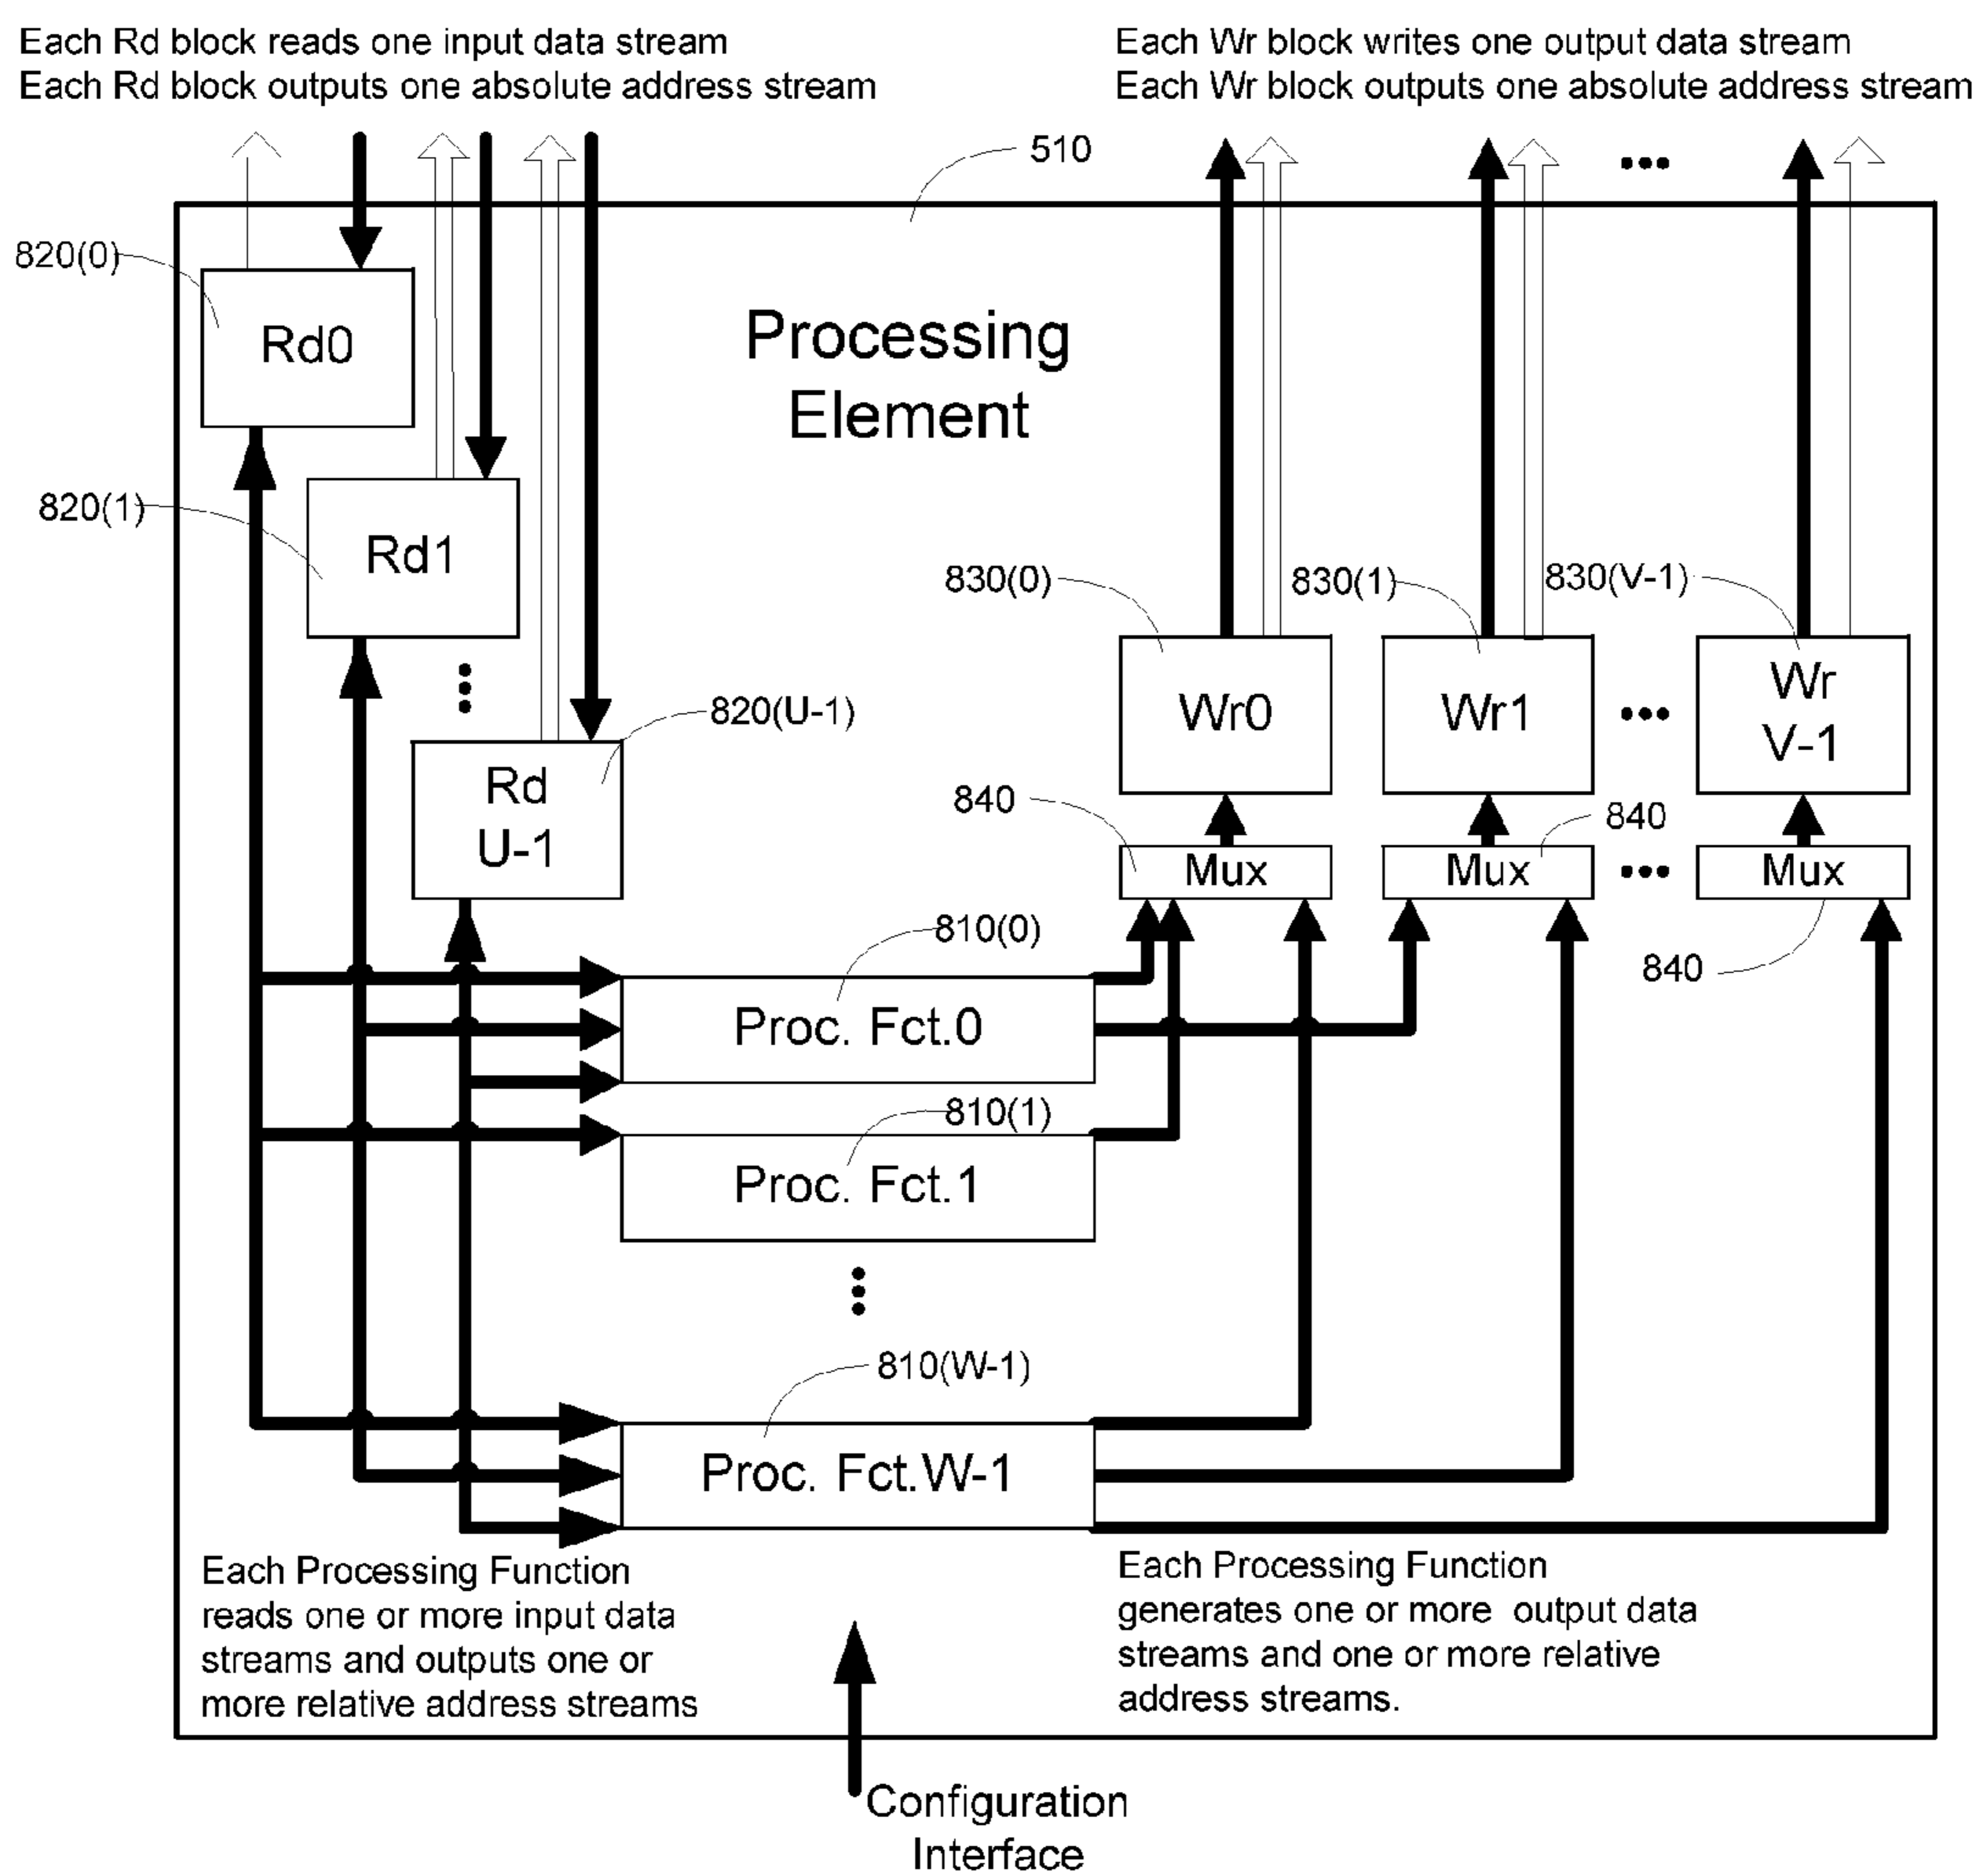 Each Rd block reads one input data stream
Each Rd block outputs one absolute address stream
Each Wr block writes one output data stream
Each Wr block outputs one absolute address stream
510
820(0)
Rd0
Processing
Element
820(1)
Rd1
830(0)
830(1)
830(V-1)
820(U-1)
Rd
U-1
Wr0
Wr1
Wr
V-1
840
840
Mux
Mux
Mux
840
810(0)
Proc. Fct.0
810(1)
Proc. Fct.1
810(W-1)
Proc. Fct.W-1
Each Processing Function
reads one or more input data
streams and outputs one or
more relative address streams
Each Processing Function
generates one or more output data
streams and one or more relative
address streams.
Configuration
Interface